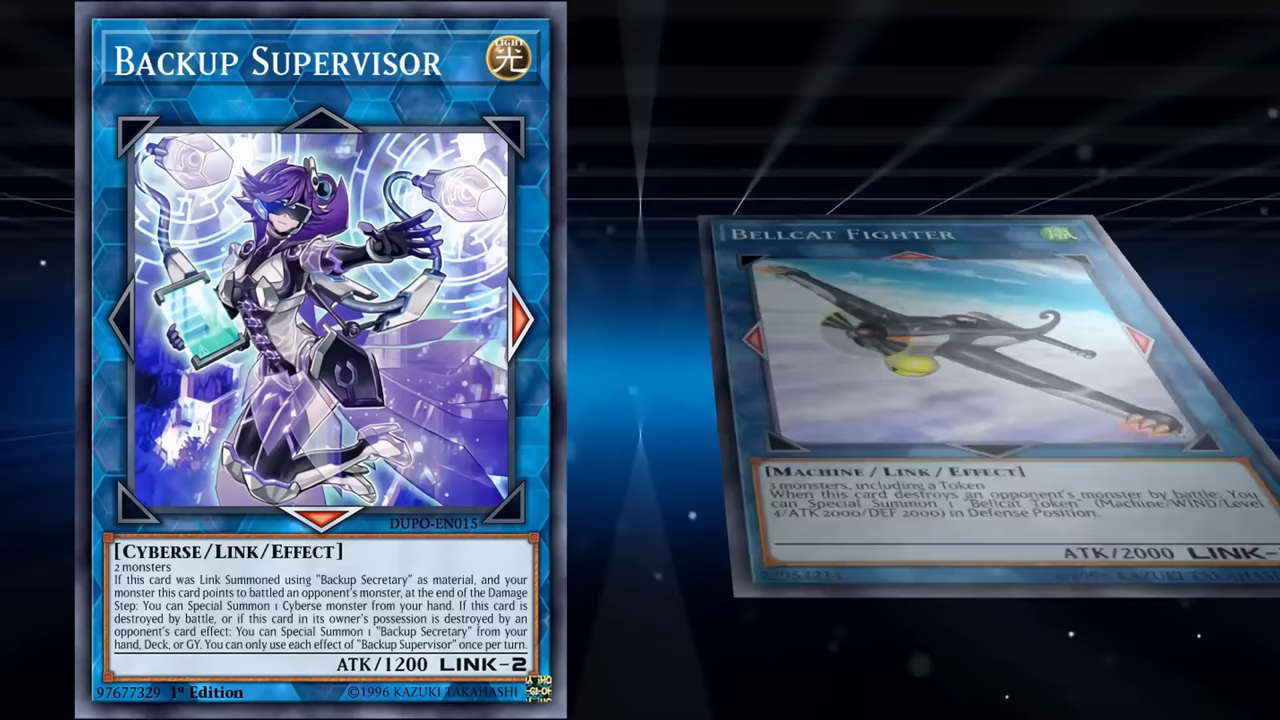 BACKUP SUPERVISOR
LIGHT
光
DUPO-EN015
[CYBERSE/LINK/EFFECT]
2 monsters
If this card was Link Summoned using "Backup Secretary" as material, and your
monster this card points to battled an opponent's monster, at the end of the Damage
Step: You can Special Summon 1 Cyberse monster from your hand. If this card is
destroyed by battle, or if this card in its owner's possession is destroyed by an
opponent's card effect: You can Special Summon 1 "Backup Secretary" from your
hand, Deck, or GY. You can only use each effect of "Backup Supervisor" once per turn.
ATK/1200 LINK-2
97677329 1st Edition ©1996 KAZUKI TAKAHASHI
BELLCAT FIGHTER
[MACHINE/LINK/EFFECT]
3 monsters, including a Token
When this card destroys an opponent's monster by battle: You
can Special Summon 1 "Bellcat Token" (Machine/WIND/Level
4/ATK 2000/DEF 2000) in Defense Position.
ATK/2000 LINK-
KAZUKI TAKAHASHI